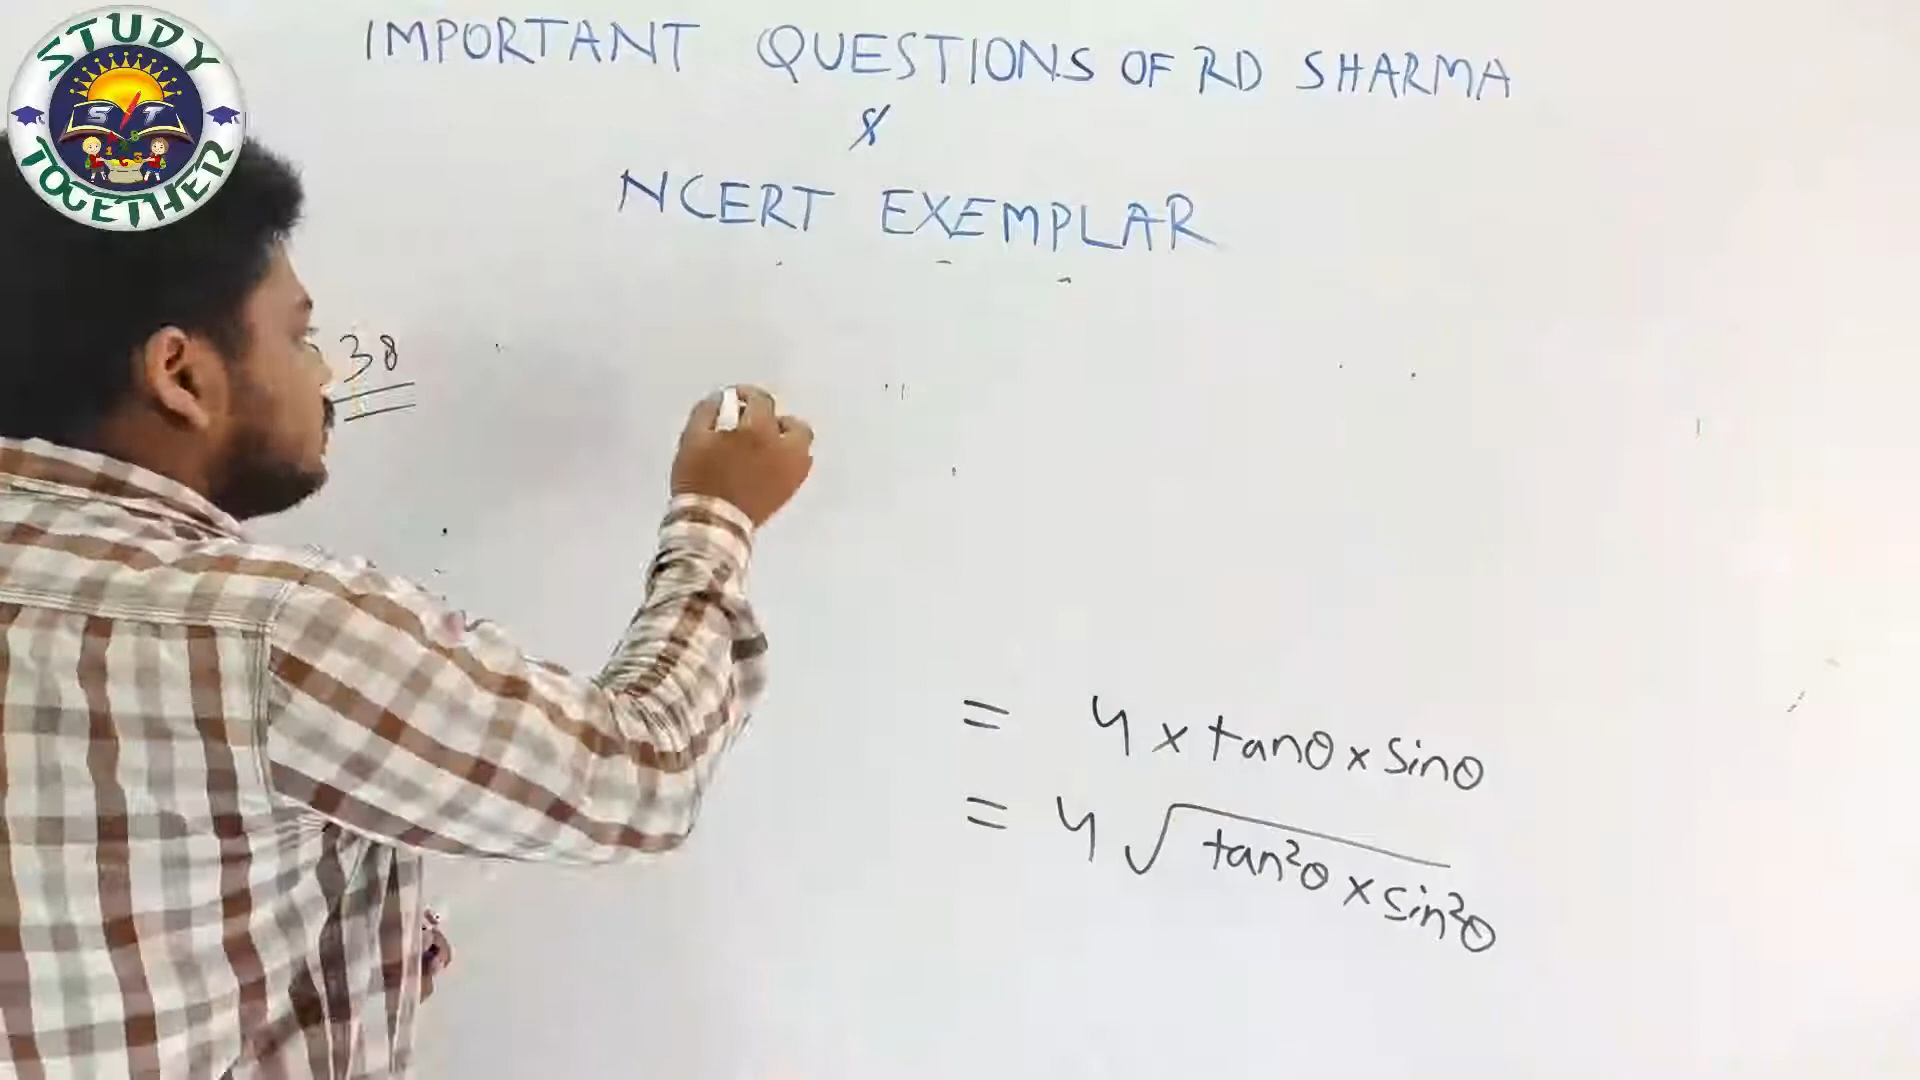 STUDY
S/T
TOGETHER
IMPORTANT QUESTIONS OF RD SHARMA
&
NCERT EXEMPLAR
38
= 4 × tanθ × sinθ
= 4 √tan²θ × sin²θ